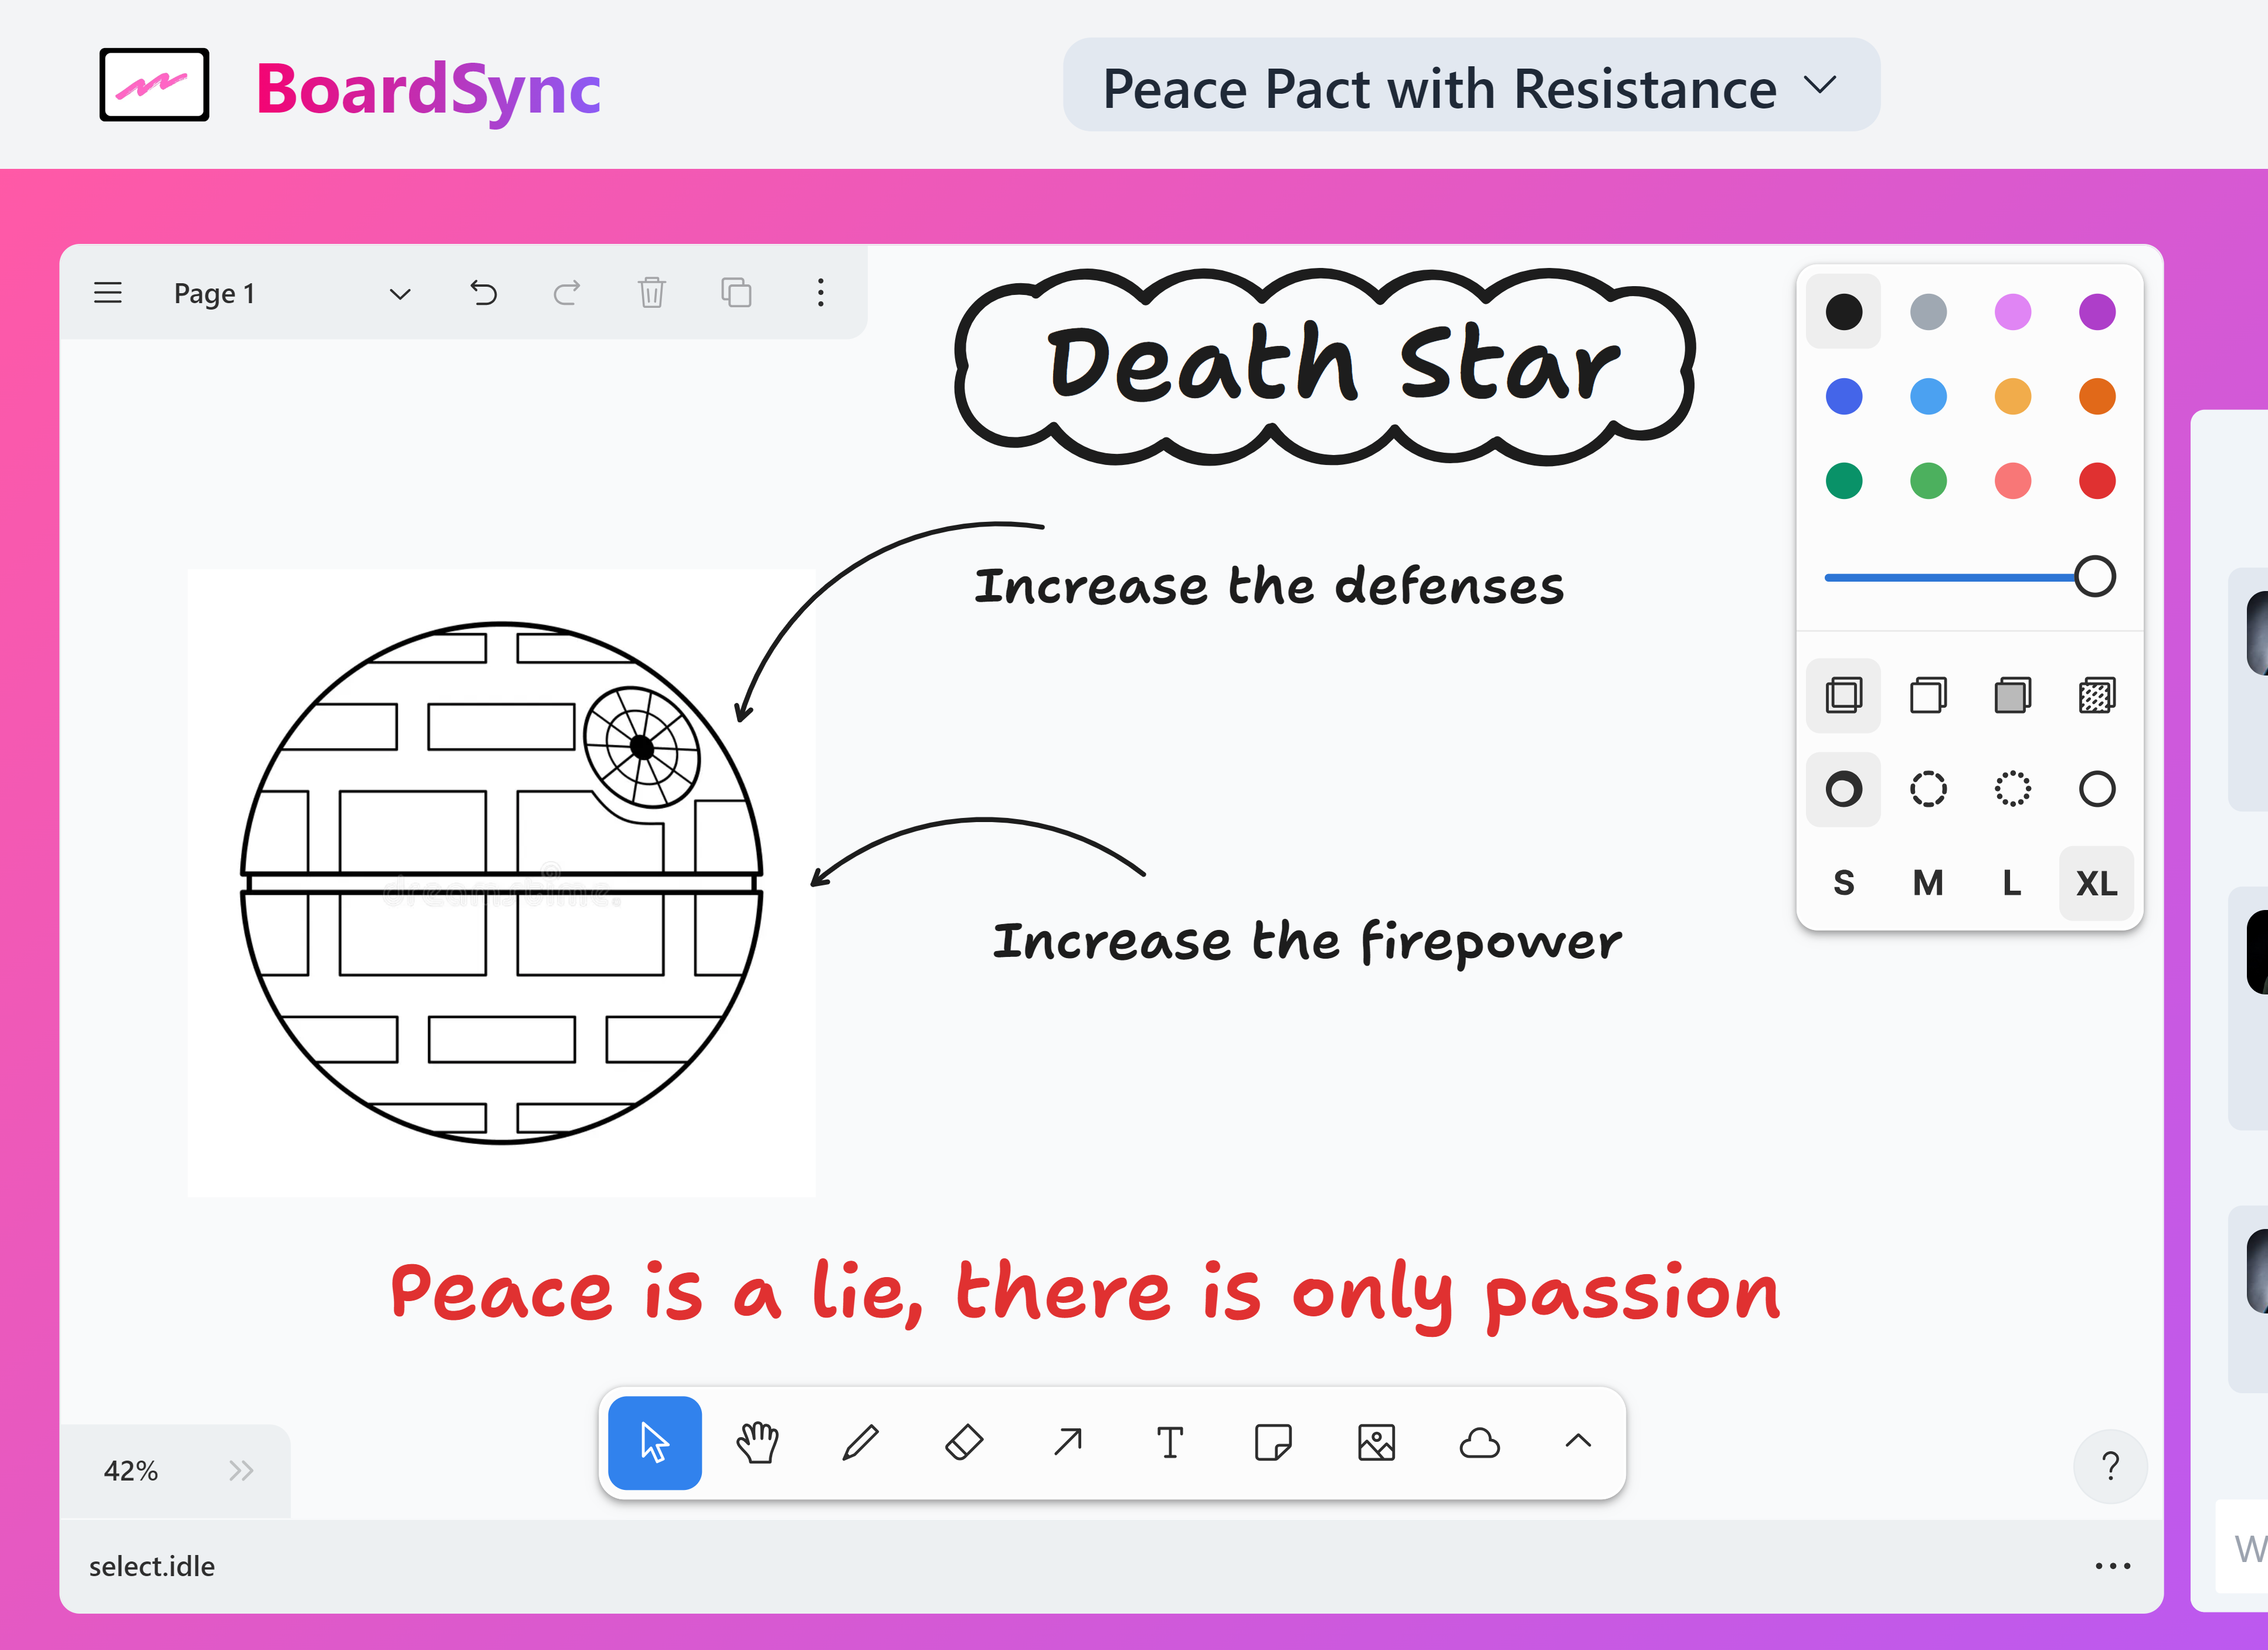 BoardSync
Peace Pact with Resistance
Page 1
Death Star
Increase the defenses
Increase the firepower
S M L XL
dreamstime.
Peace is a lie, there is only passion
42%
?
select.idle
W